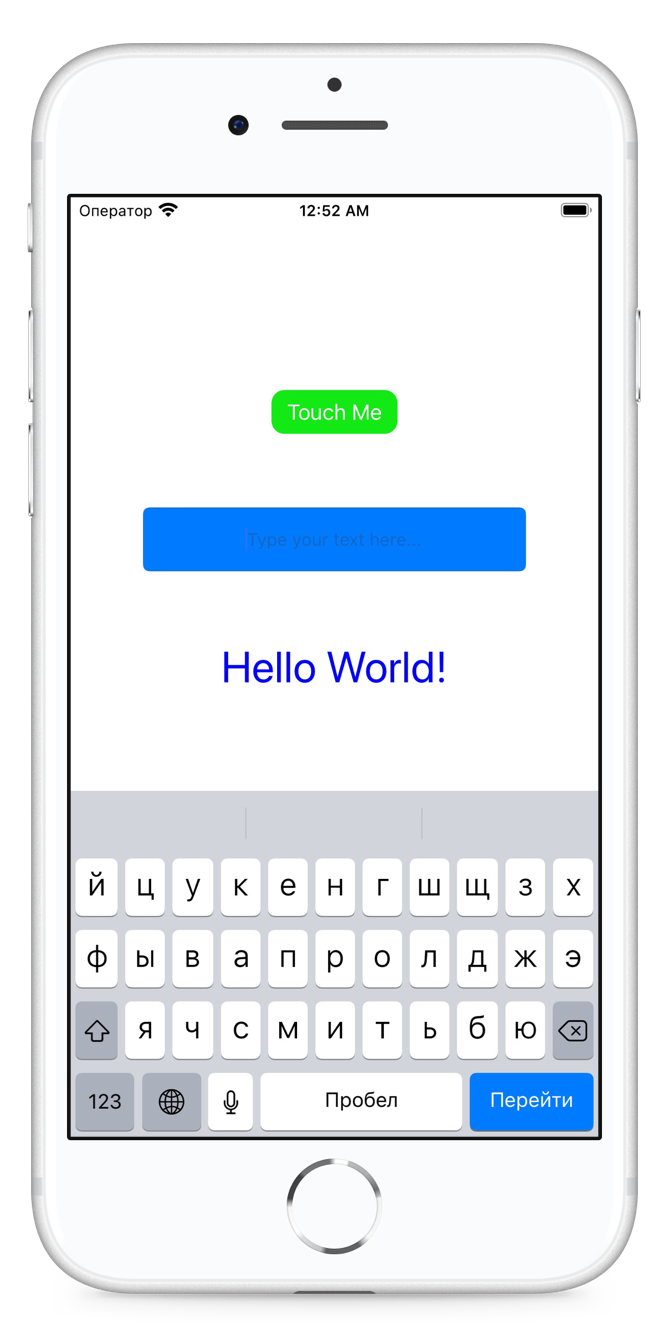 Оператор 12:52 AM
Touch Me
Type your text here...
Hello World!
й ц у к е н г ш щ з х
ф ы в а п р о л д ж э
я ч с м и т ь б ю
123 Пробел Перейти